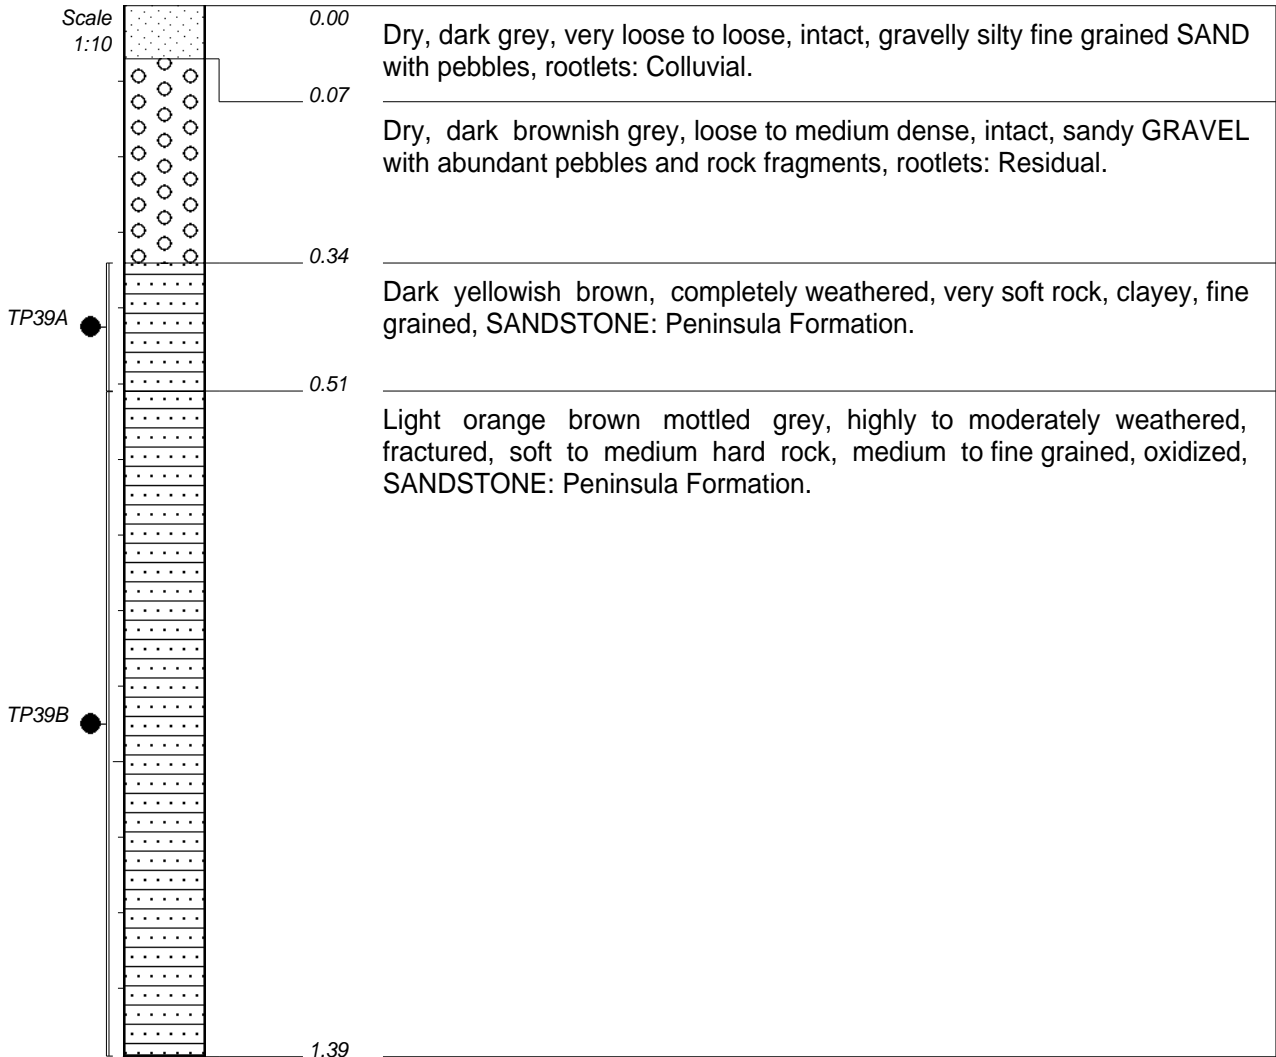 Scale
1:10
0.00
Dry, dark grey, very loose to loose, intact, gravelly silty fine grained SAND
with pebbles, rootlets: Colluvial.
0.07
Dry, dark brownish grey, loose to medium dense, intact, sandy GRAVEL
with abundant pebbles and rock fragments, rootlets: Residual.
0.34
Dark yellowish brown, completely weathered, very soft rock, clayey, fine
grained, SANDSTONE: Peninsula Formation.
TP39A
0.51
Light orange brown mottled grey, highly to moderately weathered,
fractured, soft to medium hard rock, medium to fine grained, oxidized,
SANDSTONE: Peninsula Formation.
TP39B
1.39